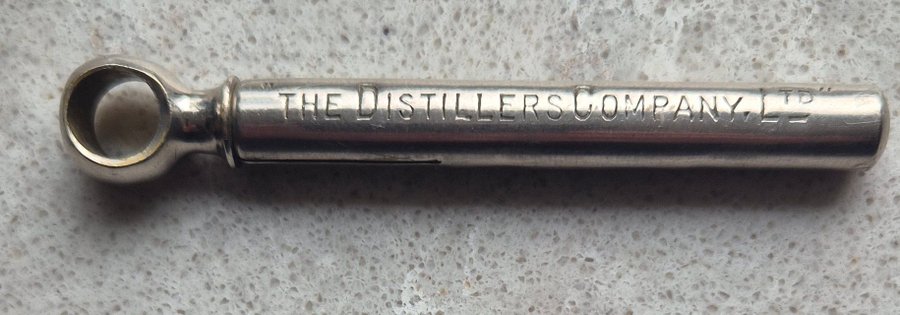 "THE DISTILLERS COMPANY. LTD"